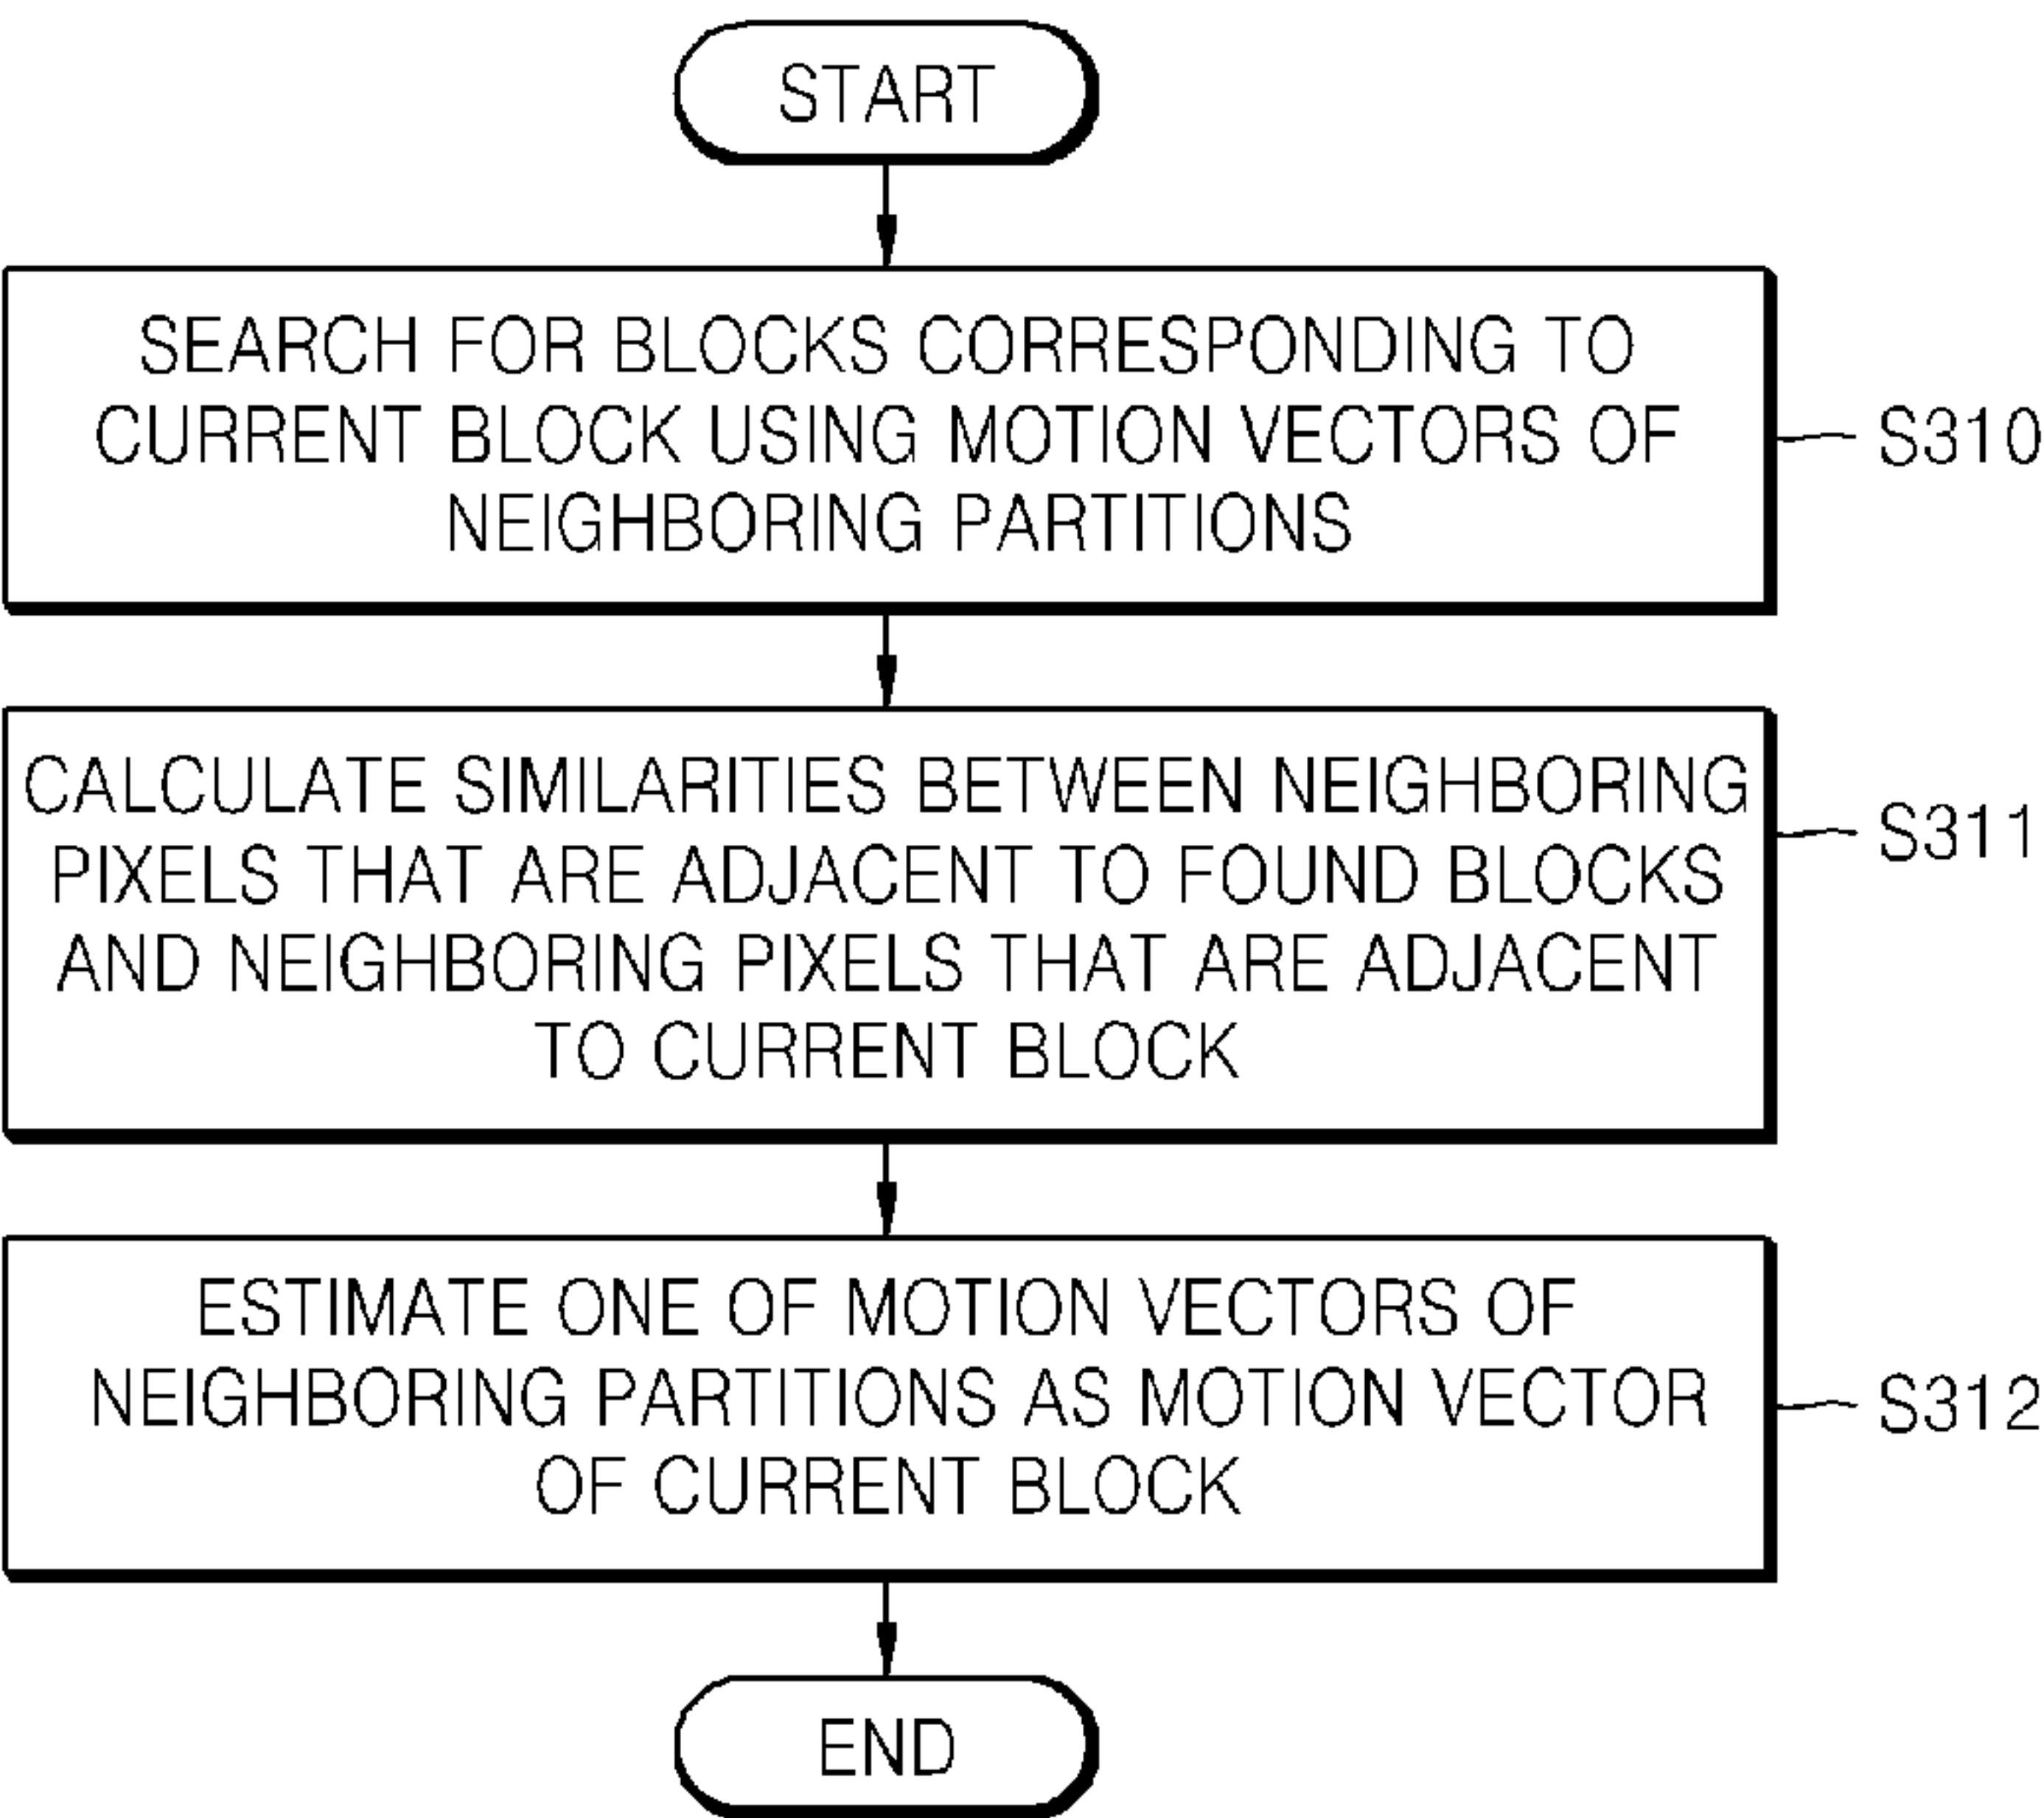 START
SEARCH FOR BLOCKS CORRESPONDING TO
CURRENT BLOCK USING MOTION VECTORS OF
NEIGHBORING PARTITIONS
S310
CALCULATE SIMILARITIES BETWEEN NEIGHBORING
PIXELS THAT ARE ADJACENT TO FOUND BLOCKS
AND NEIGHBORING PIXELS THAT ARE ADJACENT
TO CURRENT BLOCK
S311
ESTIMATE ONE OF MOTION VECTORS OF
NEIGHBORING PARTITIONS AS MOTION VECTOR
OF CURRENT BLOCK
S312
END